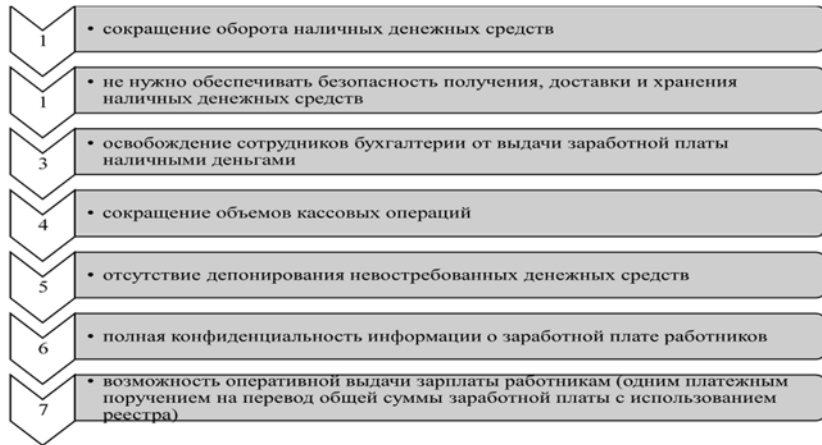 1
• сокращение оборота наличных денежных средств
1
• не нужно обеспечивать безопасность получения, доставки и хранения
наличных денежных средств
3
• освобождение сотрудников бухгалтерии от выдачи заработной платы
наличными деньгами
4
• сокращение объемов кассовых операций
5
• отсутствие депонирования невостребованных денежных средств
6
• полная конфиденциальность информации о заработной плате работников
7
• возможность оперативной выдачи зарплаты работникам (одним платежным
поручением на перевод общей суммы заработной платы с использованием
реестра)